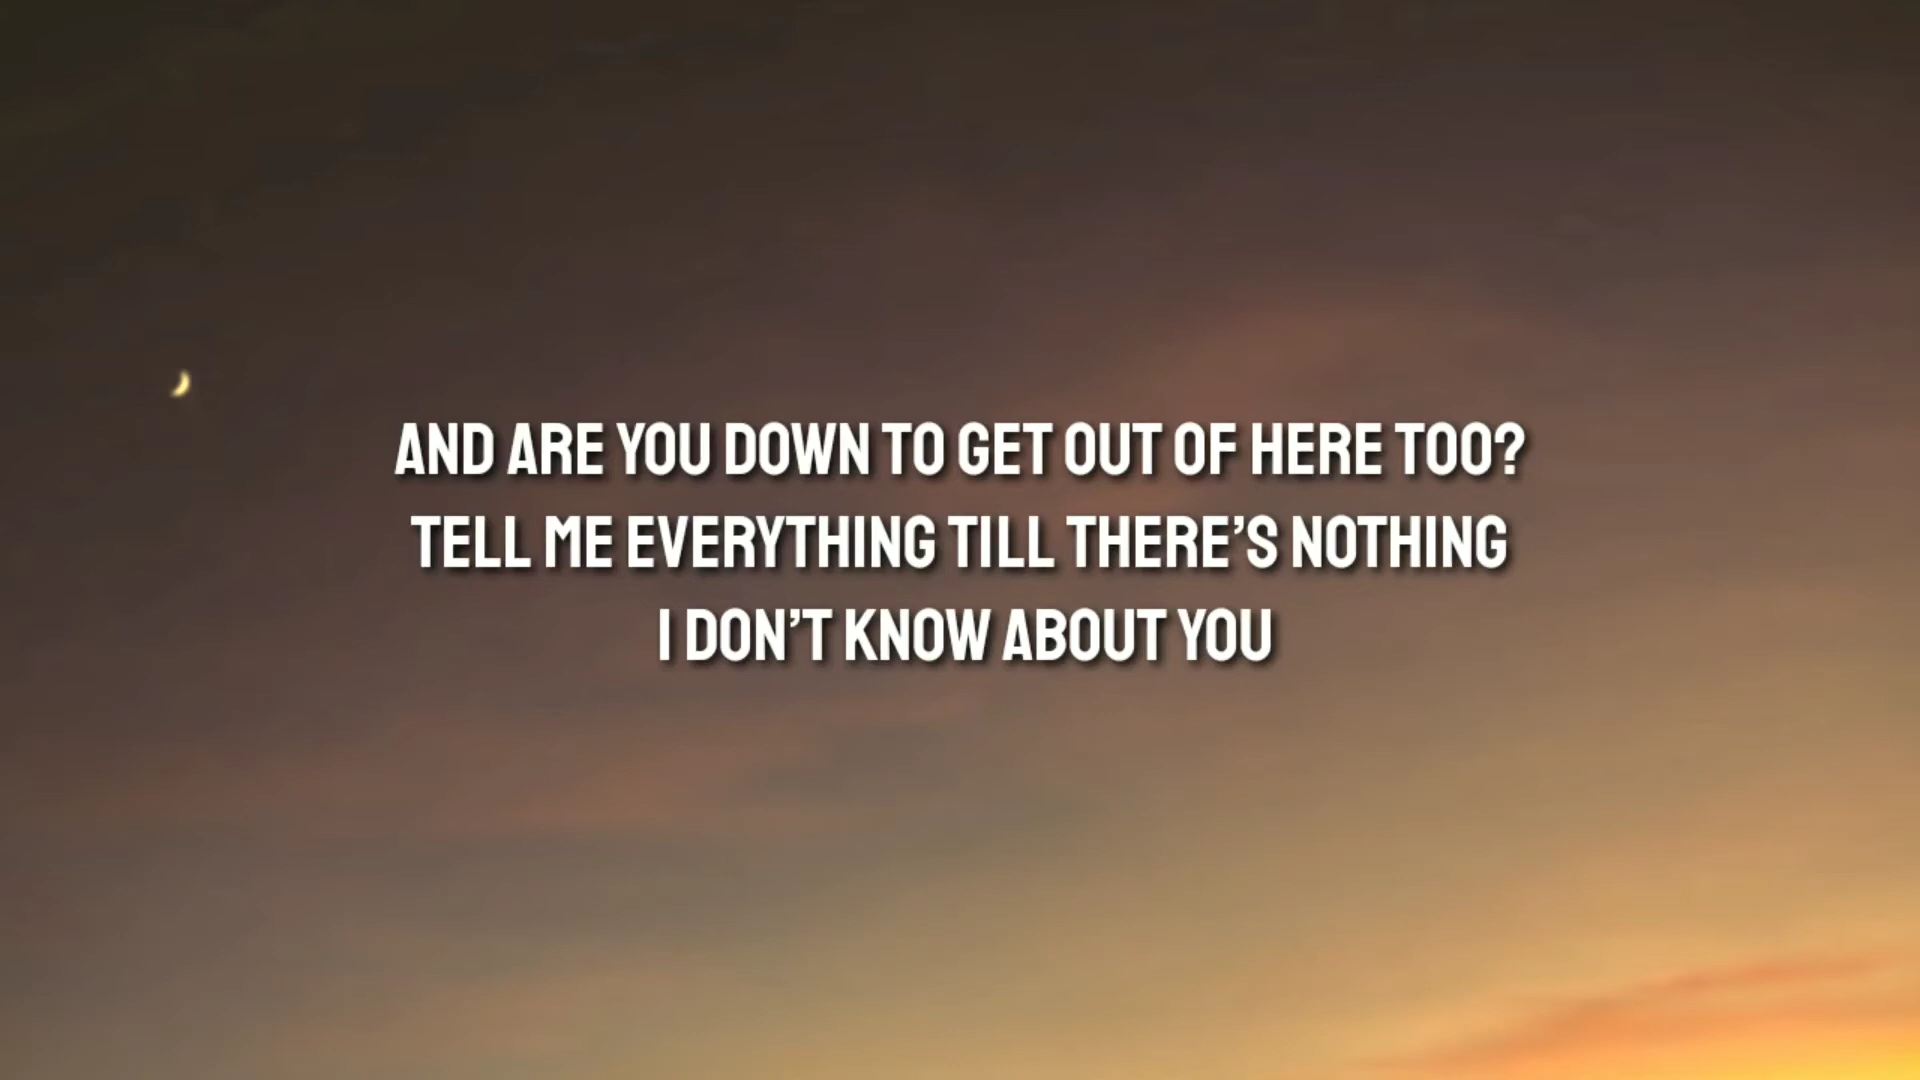 AND ARE YOU DOWN TO GET OUT OF HERE TOO?
TELL ME EVERYTHING TILL THERE’S NOTHING
I DON’T KNOW ABOUT YOU